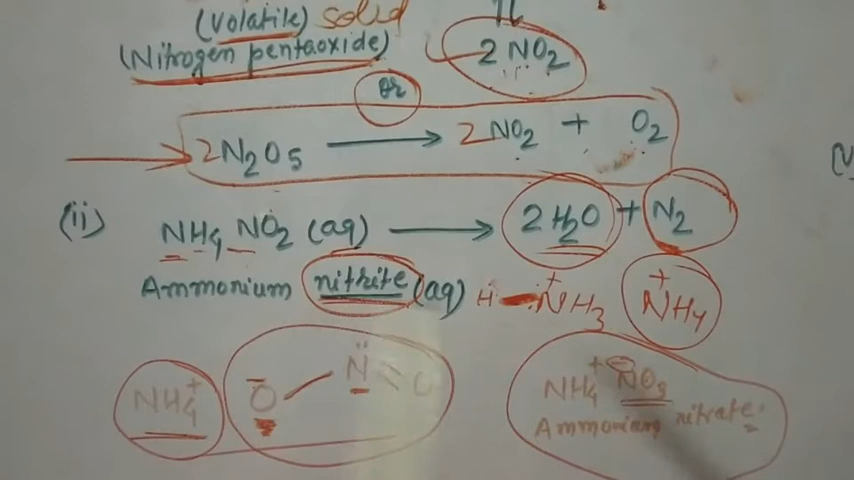 (Volatile) solid
(Nitrogen pentaoxide)
2 NO2
or
2N2O5 → 2NO2 + O2
(ii) NH4 NO2 (aq) → 2H2O + N2
Ammonium nitrite (aq) H - NH3+ NH4+
NH4+ O- N̈ = O NH4+ NO3-
Ammonium nitrate